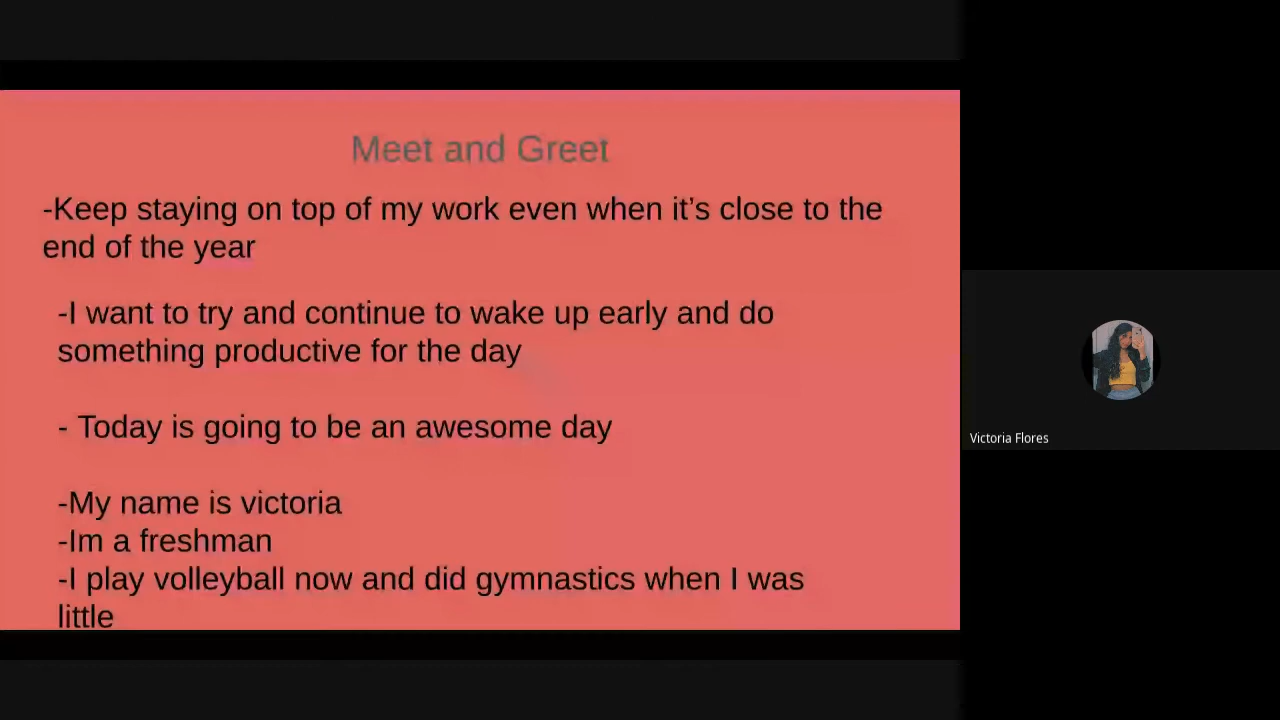 Meet and Greet
-Keep staying on top of my work even when it’s close to the
end of the year
-I want to try and continue to wake up early and do
something productive for the day
- Today is going to be an awesome day
-My name is victoria
-Im a freshman
-I play volleyball now and did gymnastics when I was
little
Victoria Flores